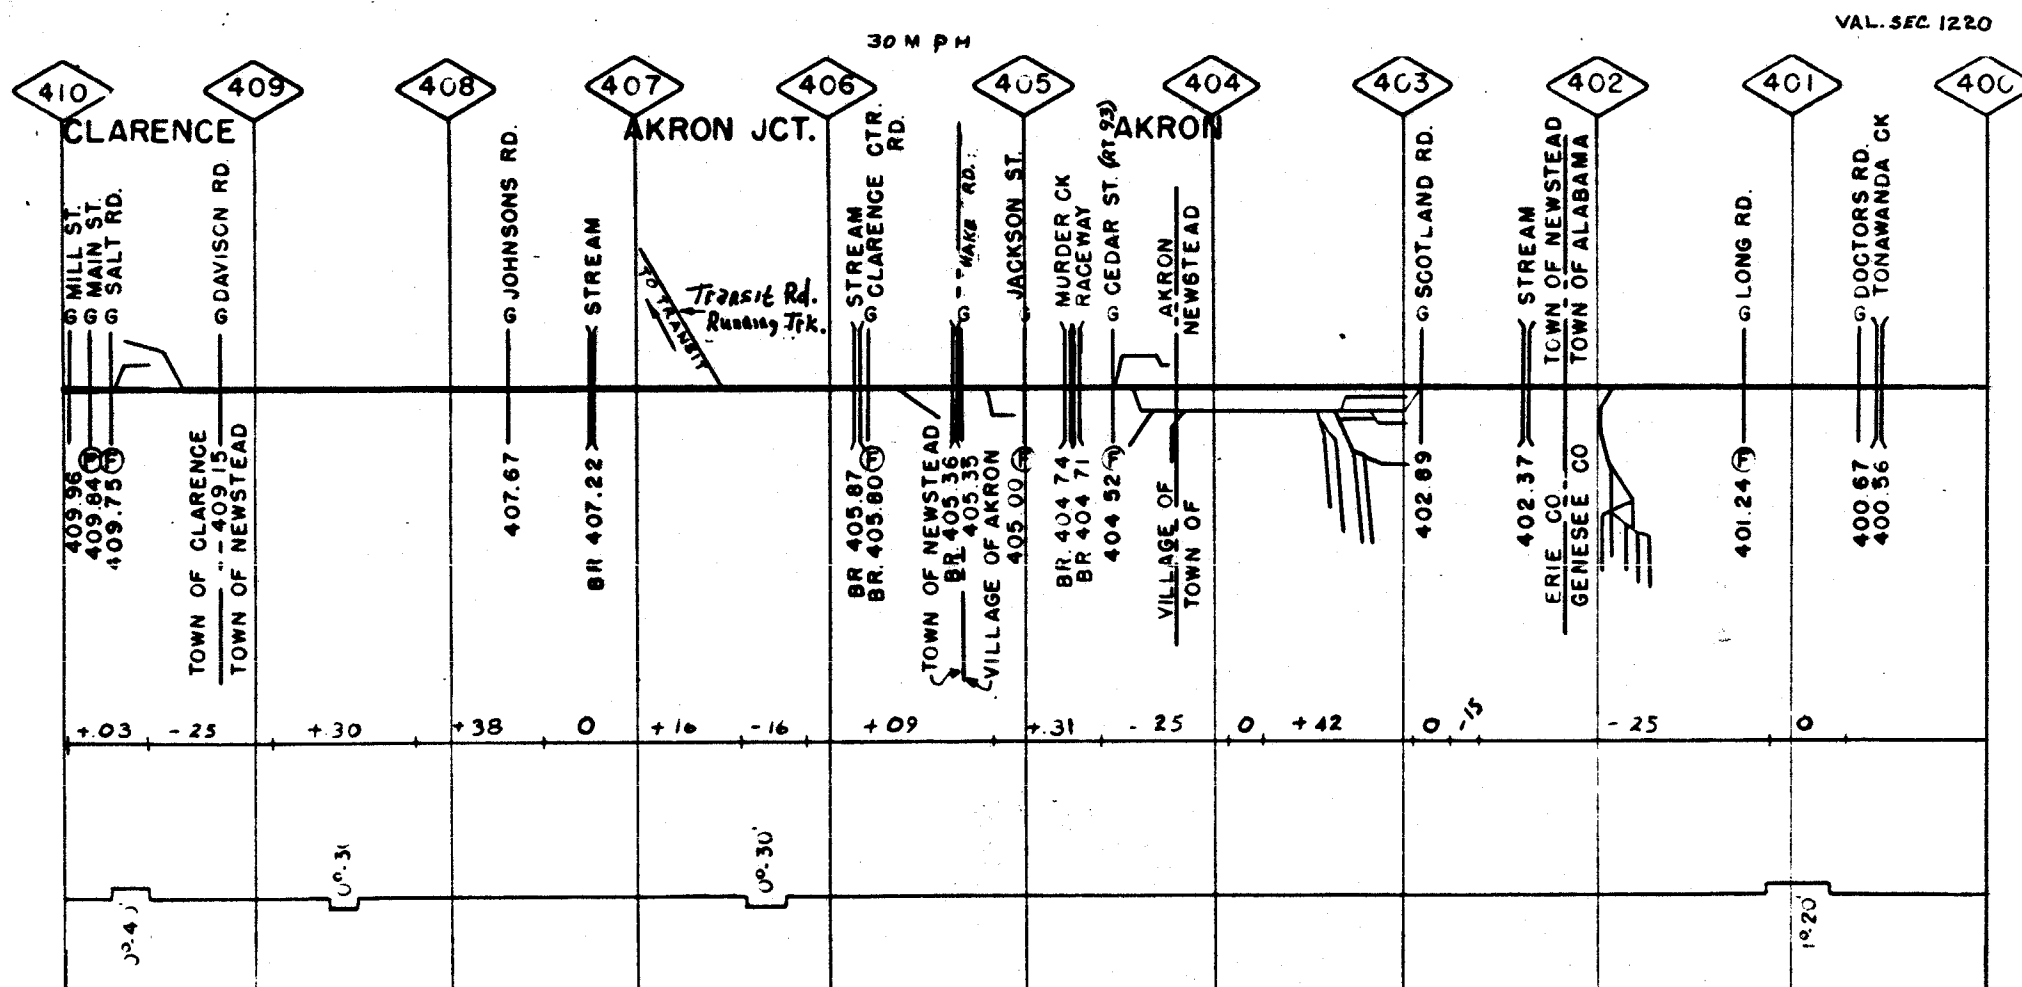 VAL. SEC. 1220
30 M P H
410
409
408
407
406
405
404
403
402
401
400
CLARENCE
AKRON JCT.
AKRON
G MILL ST.
G MAIN ST.
G SALT RD.
G DAVISON RD.
G JOHNSONS RD.
STREAM
TO TRANSIT
Transit Rd.
Running Trk.
STREAM
G CLARENCE CTR.
RD.
G
RD.
G JACKSON ST.
MURDER CK
RACEWAY
G CEDAR ST. (RT 93)
AKRON
NEWSTEAD
G SCOTLAND RD.
STREAM
TOWN OF NEWSTEAD
TOWN OF ALABAMA
G LONG RD.
G DOCTORS RD.
TONAWANDA CK
409.96
409.84
409.75
TOWN OF CLARENCE
409.15
TOWN OF NEWSTEAD
407.67
BR 407.22
BR 405.87
BR. 405.80
TOWN OF NEWSTEAD
BR 405.36
405.35
VILLAGE OF AKRON
405.00
BR. 404 74
BR 404 71
404 52
VILLAGE OF
TOWN OF
402.89
402.37
ERIE CO
GENESEE CO
401.24
400.67
400.56
+.03 -25 +.30 +38 0 +16 -16 +09 +.31 -25 0 +42 0 -15 -25 0
0°-30'
1°-20'